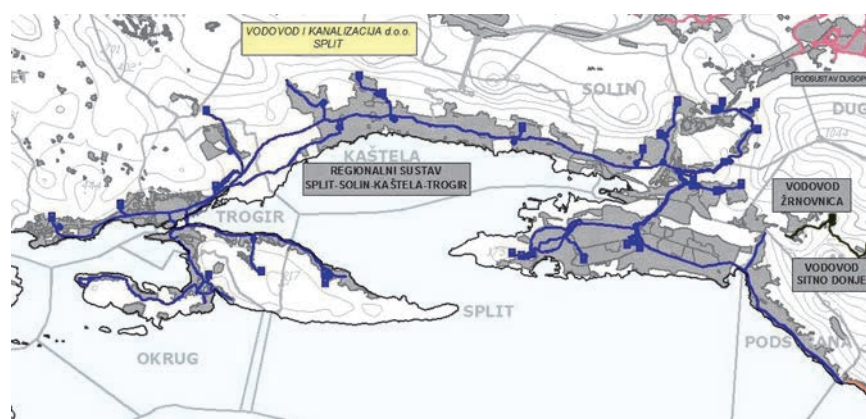 VODOVOD I KANALIZACIJA d.o.o.
SPLIT
SOLIN
PODSUSTAV DUGOP
DUG
KAŠTELA
REGIONALNI SUSTAV
SPLIT-SOLIN-KAŠTELA-TROGIR
TROGIR
VODOVOD
ŽRNOVNICA
VODOVOD
SITNO DONJE
SPLIT
OKRUG
PODSTRANA